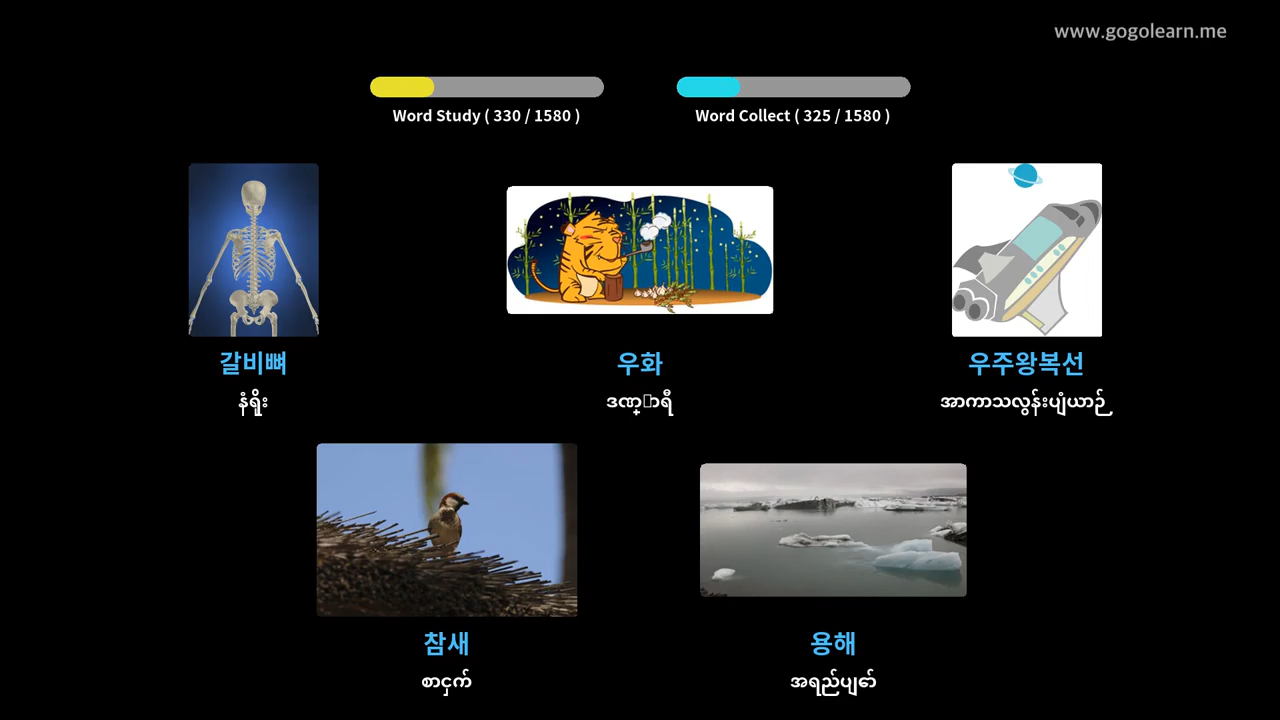 www.gogolearn.me
Word Study ( 330 / 1580 )
Word Collect ( 325 / 1580 )
갈비뼈
우화
우주왕복선
နံရိုး
အာကာသလွန်းပျံယာဉ်
참새
용해
စာငှက်
အရည်ပျော်